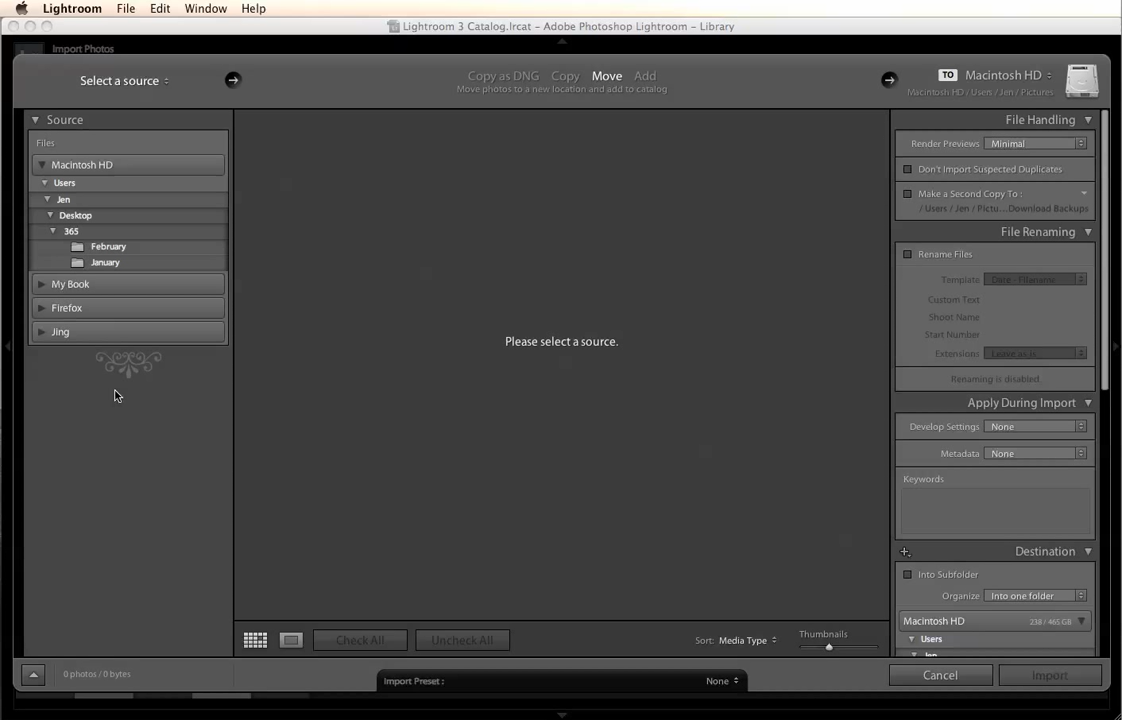 Lightroom File Edit Window Help
Lightroom 3 Catalog.lrcat - Adobe Photoshop Lightroom - Library
Import Photos
Select a source
Copy as DNG Copy Move Add
Move photos to a new location and add to catalog
TO Macintosh HD
Macintosh HD / Users / Jen / Pictures
Source
Files
Macintosh HD
Users
Jen
Desktop
365
February
January
My Book
Firefox
Jing
Please select a source.
File Handling
Render Previews Minimal
Don't Import Suspected Duplicates
Make a Second Copy To :
/ Users / Jen / Pictu...Download Backups
File Renaming
Rename Files
Template Date - Filename
Custom Text
Shoot Name
Start Number
Extensions Leave as is
Renaming is disabled.
Apply During Import
Develop Settings None
Metadata None
Keywords
Destination
Into Subfolder
Organize Into one folder
Macintosh HD 238 / 465 GB
Users
Jen
Check All Uncheck All
Sort: Media Type
Thumbnails
0 photos / 0 bytes
Import Preset : None
Cancel Import